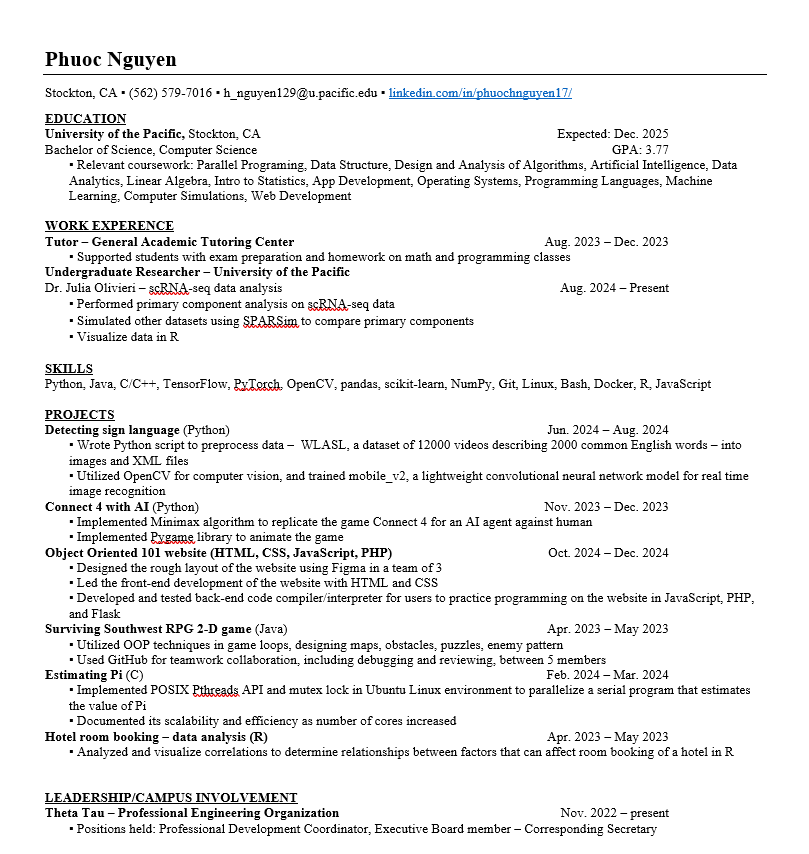 Phuoc Nguyen
Stockton, CA ▪ (562) 579-7016 ▪ h_nguyen129@u.pacific.edu ▪ linkedin.com/in/phuochnguyen17/
EDUCATION
University of the Pacific, Stockton, CA Expected: Dec. 2025
Bachelor of Science, Computer Science GPA: 3.77
▪ Relevant coursework: Parallel Programing, Data Structure, Design and Analysis of Algorithms, Artificial Intelligence, Data
Analytics, Linear Algebra, Intro to Statistics, App Development, Operating Systems, Programming Languages, Machine
Learning, Computer Simulations, Web Development
WORK EXPERENCE
Tutor – General Academic Tutoring Center Aug. 2023 – Dec. 2023
▪ Supported students with exam preparation and homework on math and programming classes
Undergraduate Researcher – University of the Pacific
Dr. Julia Olivieri – scRNA-seq data analysis Aug. 2024 – Present
▪ Performed primary component analysis on scRNA-seq data
▪ Simulated other datasets using SPARSim to compare primary components
▪ Visualize data in R
SKILLS
Python, Java, C/C++, TensorFlow, PyTorch, OpenCV, pandas, scikit-learn, NumPy, Git, Linux, Bash, Docker, R, JavaScript
PROJECTS
Detecting sign language (Python) Jun. 2024 – Aug. 2024
▪ Wrote Python script to preprocess data – WLASL, a dataset of 12000 videos describing 2000 common English words – into
images and XML files
▪ Utilized OpenCV for computer vision, and trained mobile_v2, a lightweight convolutional neural network model for real time
image recognition
Connect 4 with AI (Python) Nov. 2023 – Dec. 2023
▪ Implemented Minimax algorithm to replicate the game Connect 4 for an AI agent against human
▪ Implemented Pygame library to animate the game
Object Oriented 101 website (HTML, CSS, JavaScript, PHP) Oct. 2024 – Dec. 2024
▪ Designed the rough layout of the website using Figma in a team of 3
▪ Led the front-end development of the website with HTML and CSS
▪ Developed and tested back-end code compiler/interpreter for users to practice programming on the website in JavaScript, PHP,
and Flask
Surviving Southwest RPG 2-D game (Java) Apr. 2023 – May 2023
▪ Utilized OOP techniques in game loops, designing maps, obstacles, puzzles, enemy pattern
▪ Used GitHub for teamwork collaboration, including debugging and reviewing, between 5 members
Estimating Pi (C) Feb. 2024 – Mar. 2024
▪ Implemented POSIX Pthreads API and mutex lock in Ubuntu Linux environment to parallelize a serial program that estimates
the value of Pi
▪ Documented its scalability and efficiency as number of cores increased
Hotel room booking – data analysis (R) Apr. 2023 – May 2023
▪ Analyzed and visualize correlations to determine relationships between factors that can affect room booking of a hotel in R
LEADERSHIP/CAMPUS INVOLVEMENT
Theta Tau – Professional Engineering Organization Nov. 2022 – present
▪ Positions held: Professional Development Coordinator, Executive Board member – Corresponding Secretary